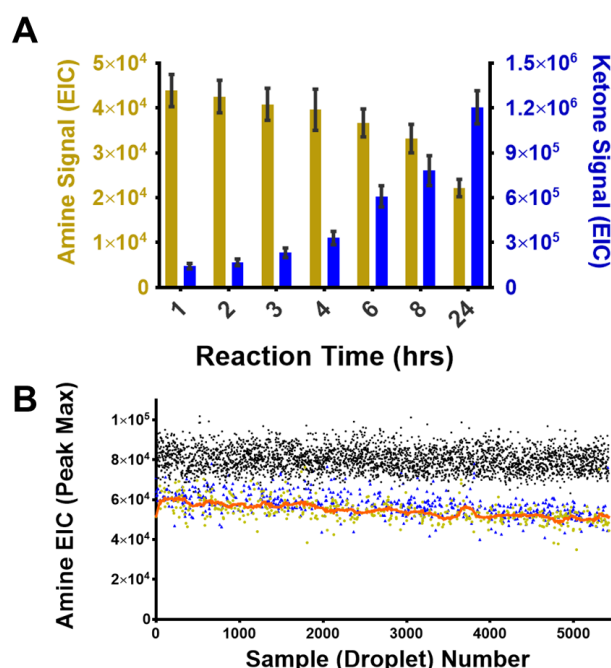 A
Amine Signal (EIC)
5×10⁴
4×10⁴
3×10⁴
2×10⁴
1×10⁴
0
1.5×10⁶
1.2×10⁶
9×10⁵
6×10⁵
3×10⁵
0
Ketone Signal
(EIC)
1 2 3 4 6 8 24
Reaction Time (hrs)
B
Amine EIC (Peak Max)
1×10⁵
8×10⁴
6×10⁴
4×10⁴
2×10⁴
0
0 1000 2000 3000 4000 5000
Sample (Droplet) Number